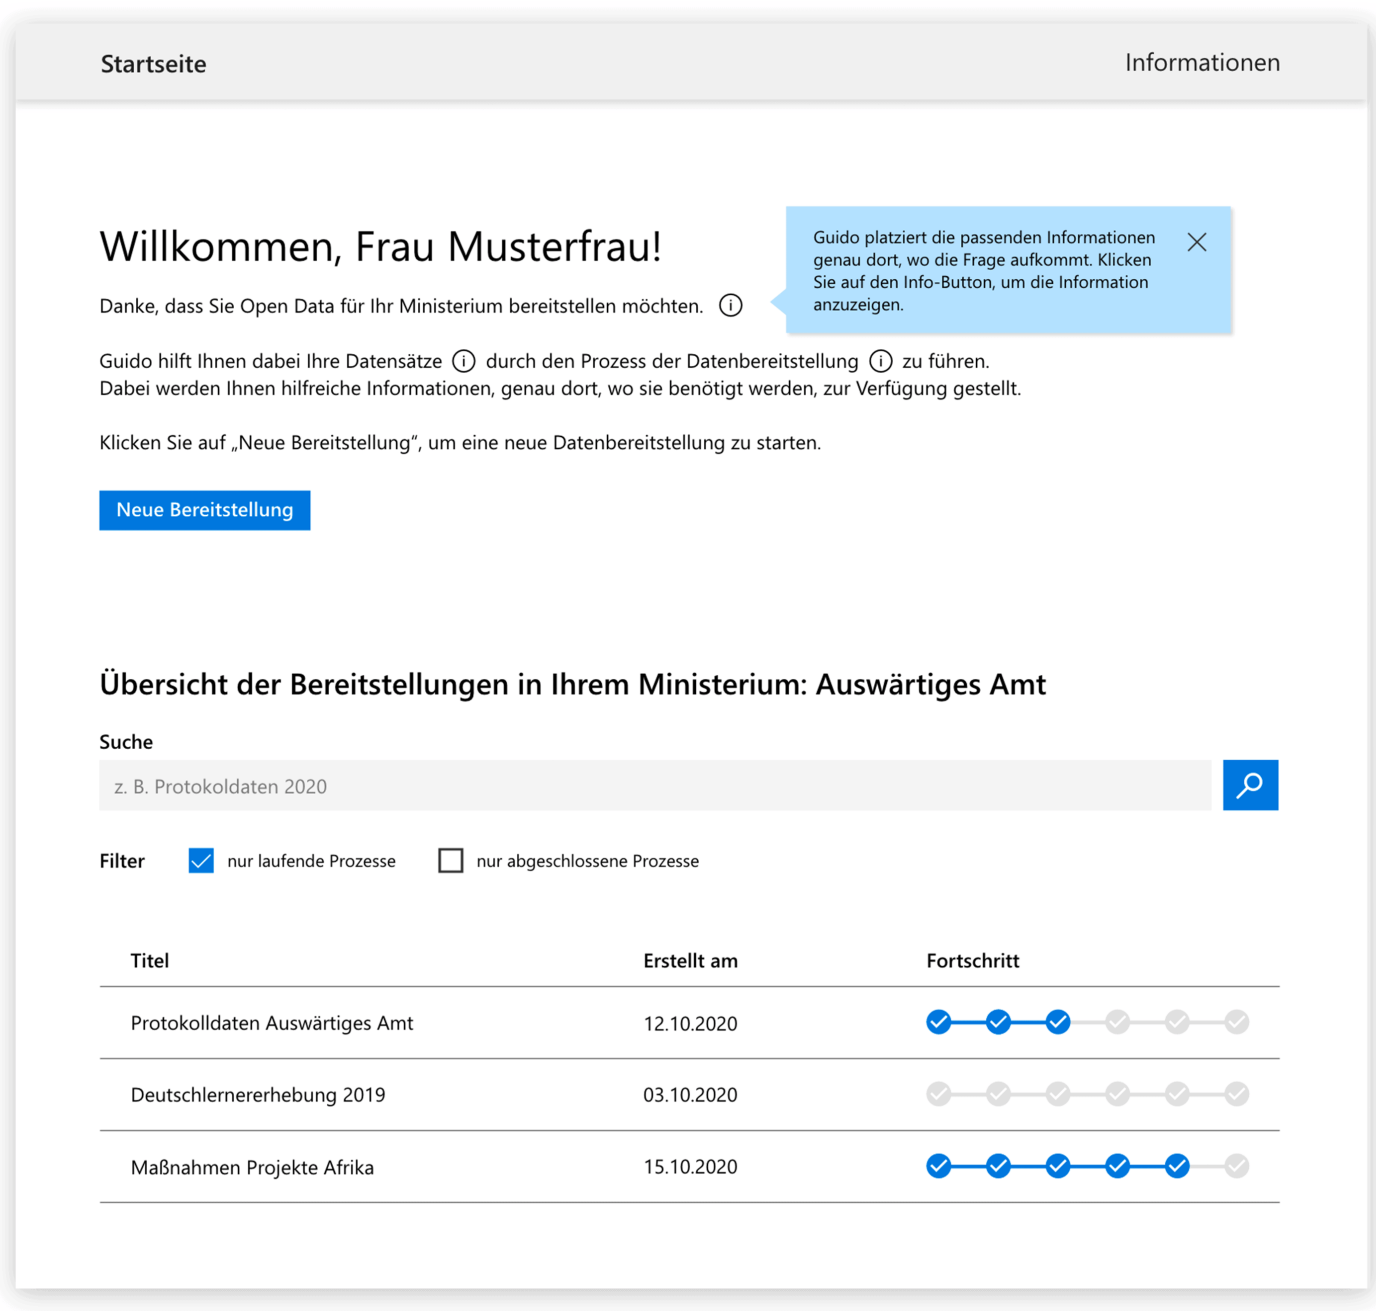 Startseite
Informationen
Willkommen, Frau Musterfrau!
Danke, dass Sie Open Data für Ihr Ministerium bereitstellen möchten.
Guido platziert die passenden Informationen
genau dort, wo die Frage aufkommt. Klicken
Sie auf den Info-Button, um die Information
anzuzeigen.
Guido hilft Ihnen dabei Ihre Datensätze durch den Prozess der Datenbereitstellung zu führen.
Dabei werden Ihnen hilfreiche Informationen, genau dort, wo sie benötigt werden, zur Verfügung gestellt.
Klicken Sie auf „Neue Bereitstellung“, um eine neue Datenbereitstellung zu starten.
Neue Bereitstellung
Übersicht der Bereitstellungen in Ihrem Ministerium: Auswärtiges Amt
Suche
z. B. Protokoldaten 2020
Filter nur laufende Prozesse nur abgeschlossene Prozesse
Titel Erstellt am Fortschritt
Protokolldaten Auswärtiges Amt 12.10.2020
Deutschlernererhebung 2019 03.10.2020
Maßnahmen Projekte Afrika 15.10.2020